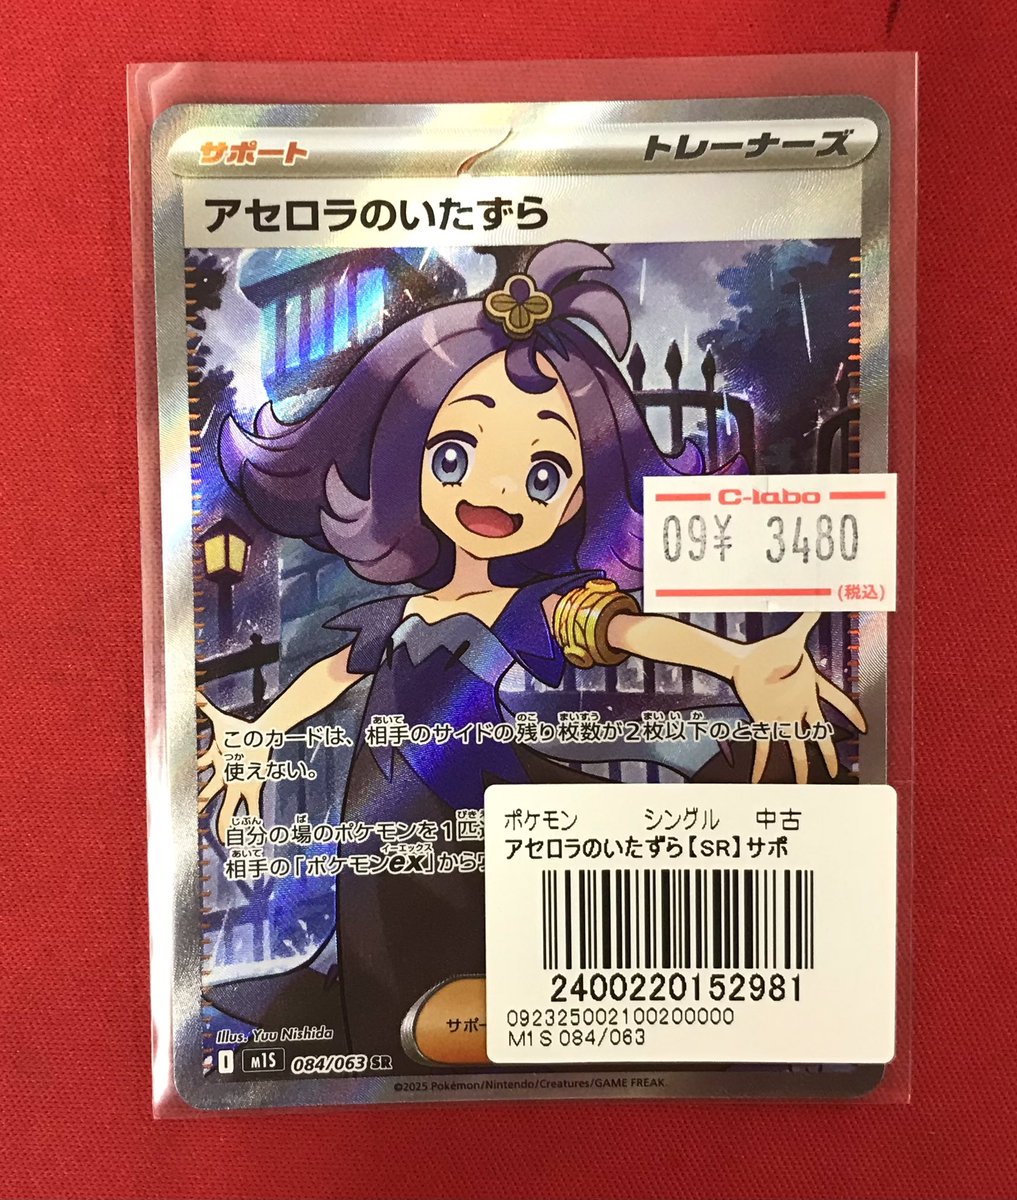 サポート
トレーナーズ
アセロラのいたずら
C-labo
09¥ 3480
(税込)
このカードは、相手のサイドの残り枚数が2枚以下のときにしか
使えない。
自分の場のポケモンを1匹
相手の「ポケモンex」から
ポケモン シングル 中古
アセロラのいたずら【SR】サポ
2400220152981
092325002100200000
M1S 084/063
サポー
Illus. Yuu Nishida
I M1S 084/063 SR
©2025 Pokémon/Nintendo/Creatures/GAME FREAK.